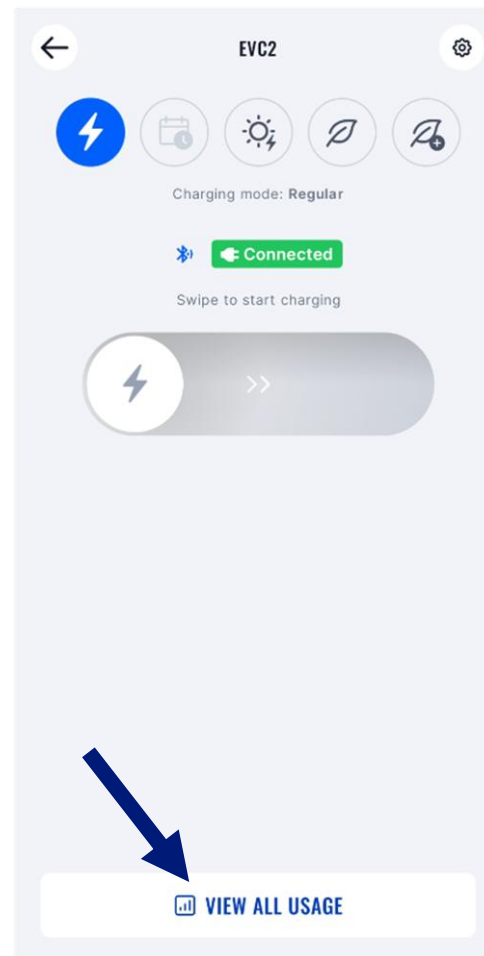 EVC2
Charging mode: Regular
Connected
Swipe to start charging
VIEW ALL USAGE